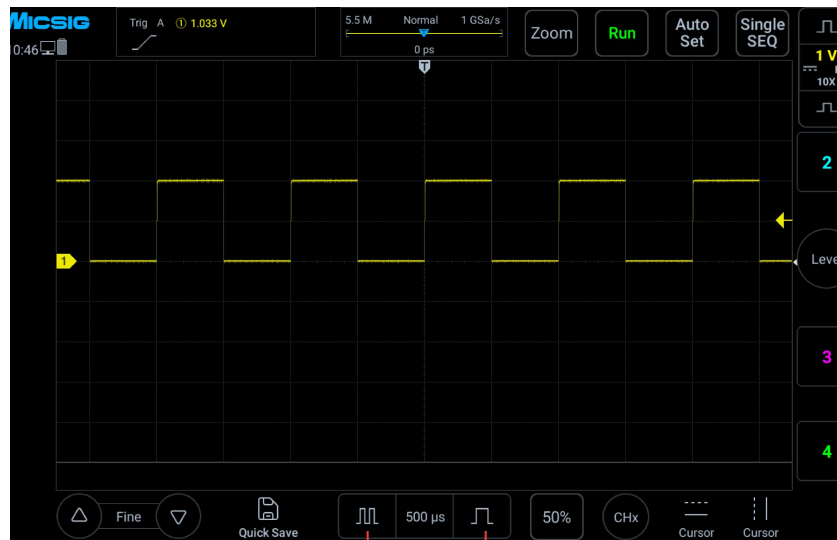 Micsig
Trig A ① 1.033 V
5.5 M Normal 1 GSa/s
0 ps
Zoom
Run
Auto
Set
Single
SEQ
0:46
T
1 V
10X
1
2
Leve
3
4
Fine
Quick Save
500 µs
50%
CHx
Cursor
Cursor